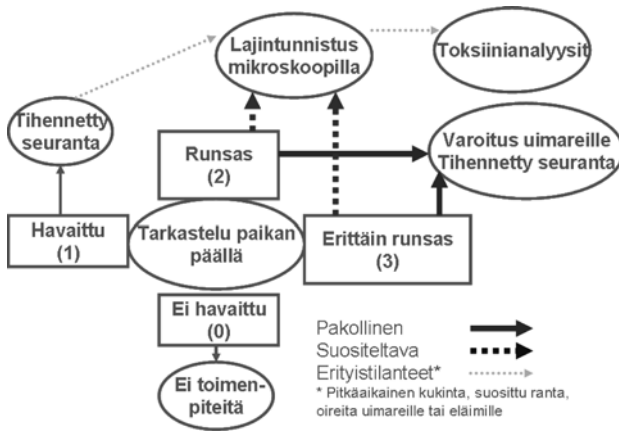 Lajintunnistus
mikroskoopilla
Toksiinianalyysit
Tihennetty
seuranta
Runsas
(2)
Varoitus uimareille
Tihennetty seuranta
Havaittu
(1)
Tarkastelu paikan
päällä
Erittäin runsas
(3)
Ei havaittu
(0)
Ei toimen-
piteitä
Pakollinen
Suositeltava
Erityistilanteet*
* Pitkäaikainen kukinta, suosittu ranta,
oireita uimareille tai eläimille